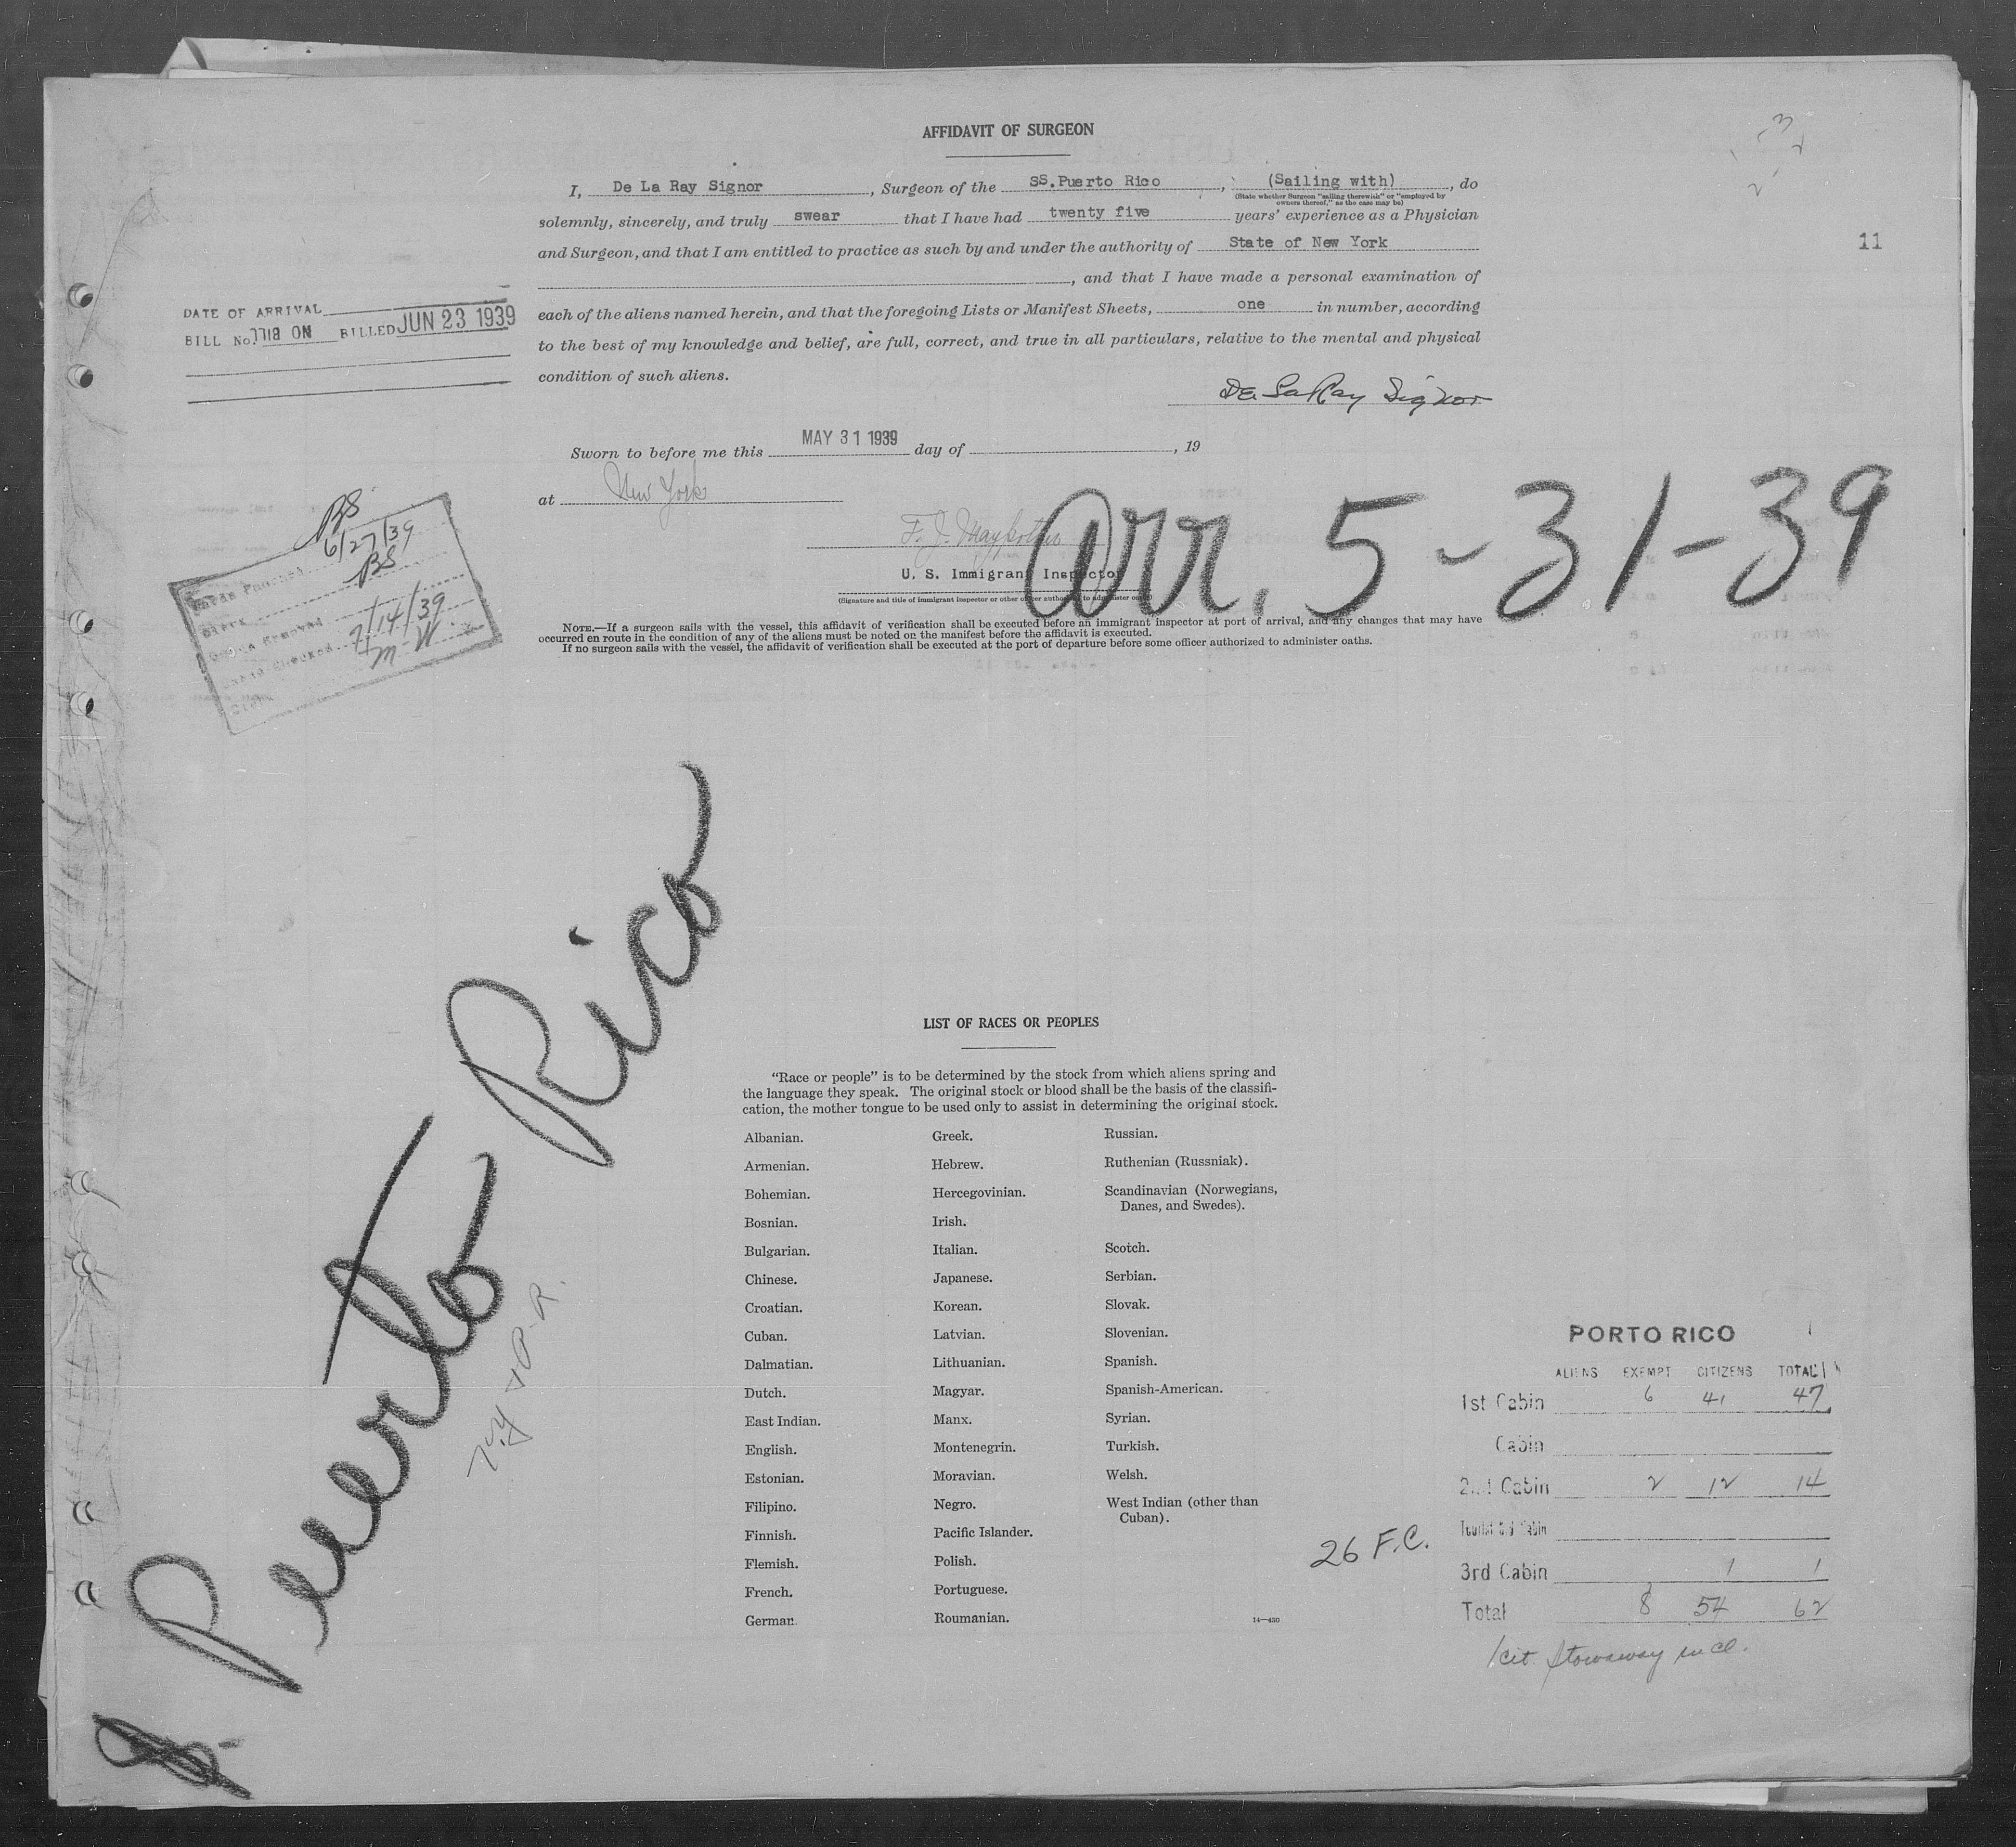 AFFIDAVIT OF SURGEON
I, De La Ray Signor, Surgeon of the SS.Puerto Rico, (Sailing with), do
(State whether Surgeon "sailing therewith" or "employed by
owners thereof," as the case may be)
solemnly, sincerely, and truly swear that I have had twenty five years' experience as a Physician
and Surgeon, and that I am entitled to practice as such by and under the authority of State of New York
, and that I have made a personal examination of
each of the aliens named herein, and that the foregoing Lists or Manifest Sheets, one in number, according
to the best of my knowledge and belief, are full, correct, and true in all particulars, relative to the mental and physical
condition of such aliens.
De LaRay Signor
11
DATE OF ARRIVAL
BILL No. BILLED JUN 23 1939
Sworn to before me this MAY 31 1939 day of , 19
at New York
U. S. Immigrant Inspector
(Signature and title of immigrant inspector or other officer authorized to administer oaths)
Arr. 5-31-39
BS
6/27/39
BS
Clerk
7/14/39
M.W.
NOTE.—If a surgeon sails with the vessel, this affidavit of verification shall be executed before an immigrant inspector at port of arrival, and any changes that may have
occurred en route in the condition of any of the aliens must be noted on the manifest before the affidavit is executed.
If no surgeon sails with the vessel, the affidavit of verification shall be executed at the port of departure before some officer authorized to administer oaths.
Puerto Rico
LIST OF RACES OR PEOPLES
"Race or people" is to be determined by the stock from which aliens spring and
the language they speak. The original stock or blood shall be the basis of the classifi-
cation, the mother tongue to be used only to assist in determining the original stock.
Albanian.
Armenian.
Bohemian.
Bosnian.
Bulgarian.
Chinese.
Croatian.
Cuban.
Dalmatian.
Dutch.
East Indian.
English.
Estonian.
Filipino.
Finnish.
Flemish.
French.
German.
Greek.
Hebrew.
Hercegovinian.
Irish.
Italian.
Japanese.
Korean.
Latvian.
Lithuanian.
Magyar.
Manx.
Montenegrin.
Moravian.
Negro.
Pacific Islander.
Polish.
Portuguese.
Roumanian.
Russian.
Ruthenian (Russniak).
Scandinavian (Norwegians,
Danes, and Swedes).
Scotch.
Serbian.
Slovak.
Slovenian.
Spanish.
Spanish-American.
Syrian.
Turkish.
Welsh.
West Indian (other than
Cuban).
14—430
26 F.C.
PORTO RICO
ALIENS EXEMPT CITIZENS TOTAL
1st Cabin 6 41 47
Cabin
2nd Cabin 2 12 14
Tourist 3rd Cabin
3rd Cabin 1 1
Total 8 54 62
1 cit. stowaway incl.